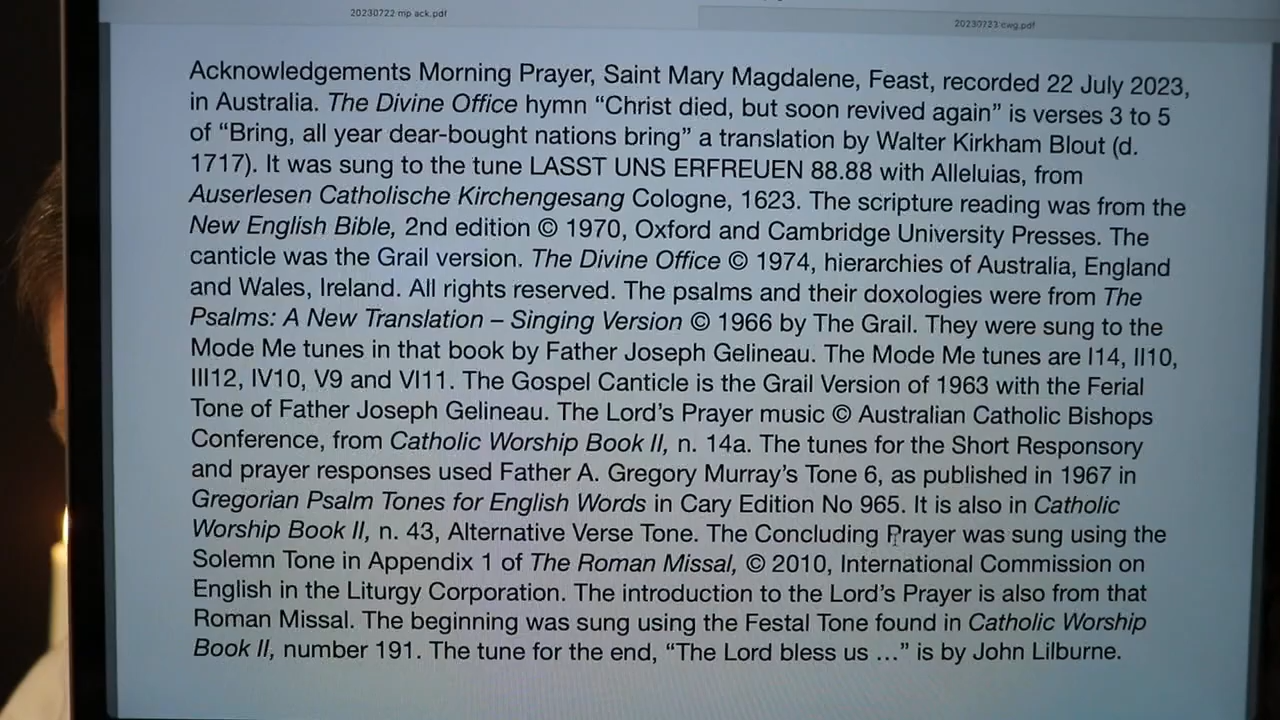 20230722 mp ack.pdf
20230723 ewg.pdf
Acknowledgements Morning Prayer, Saint Mary Magdalene, Feast, recorded 22 July 2023,
in Australia. The Divine Office hymn “Christ died, but soon revived again” is verses 3 to 5
of “Bring, all year dear-bought nations bring” a translation by Walter Kirkham Blout (d.
1717). It was sung to the tune LASST UNS ERFREUEN 88.88 with Alleluias, from
Auserlesen Catholische Kirchengesang Cologne, 1623. The scripture reading was from the
New English Bible, 2nd edition © 1970, Oxford and Cambridge University Presses. The
canticle was the Grail version. The Divine Office © 1974, hierarchies of Australia, England
and Wales, Ireland. All rights reserved. The psalms and their doxologies were from The
Psalms: A New Translation – Singing Version © 1966 by The Grail. They were sung to the
Mode Me tunes in that book by Father Joseph Gelineau. The Mode Me tunes are I14, II10,
III12, IV10, V9 and VI11. The Gospel Canticle is the Grail Version of 1963 with the Ferial
Tone of Father Joseph Gelineau. The Lord’s Prayer music © Australian Catholic Bishops
Conference, from Catholic Worship Book II, n. 14a. The tunes for the Short Responsory
and prayer responses used Father A. Gregory Murray’s Tone 6, as published in 1967 in
Gregorian Psalm Tones for English Words in Cary Edition No 965. It is also in Catholic
Worship Book II, n. 43, Alternative Verse Tone. The Concluding Prayer was sung using the
Solemn Tone in Appendix 1 of The Roman Missal, © 2010, International Commission on
English in the Liturgy Corporation. The introduction to the Lord’s Prayer is also from that
Roman Missal. The beginning was sung using the Festal Tone found in Catholic Worship
Book II, number 191. The tune for the end, “The Lord bless us …” is by John Lilburne.